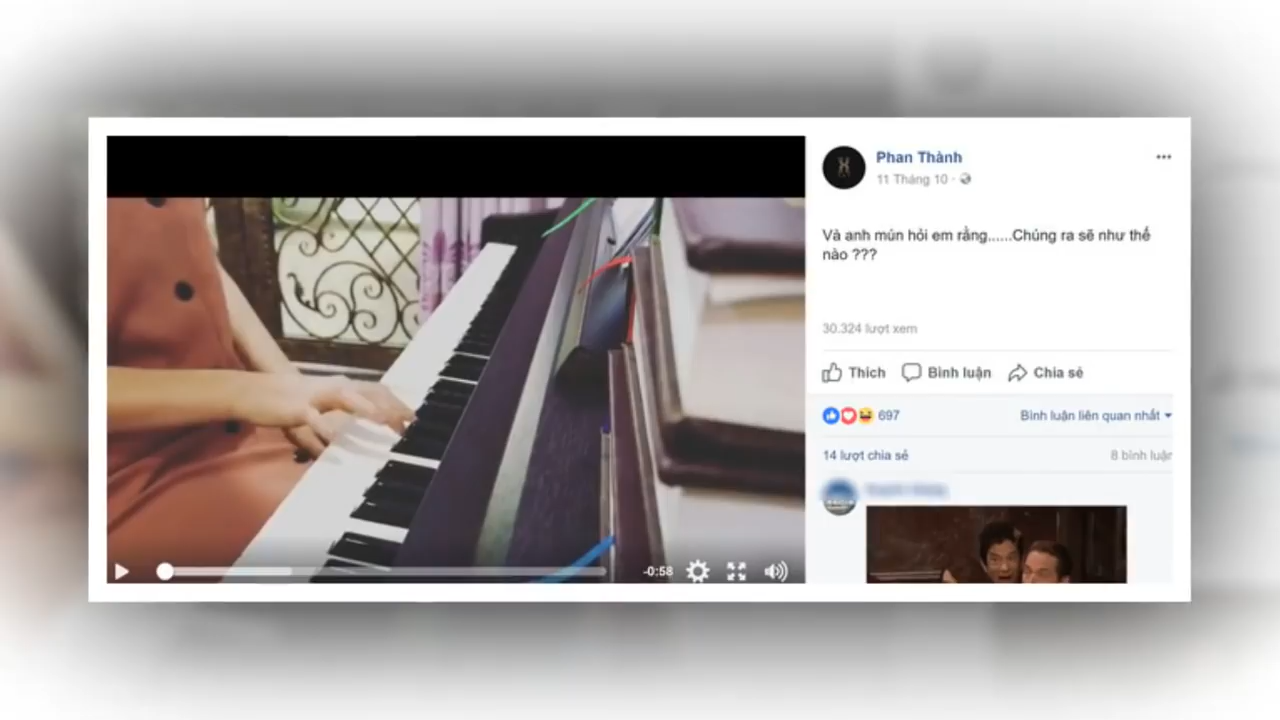 Phan Thành
11 Tháng 10 ·
Và anh mún hỏi em rằng......Chúng ra sẽ như thế
nào ???
30.324 lượt xem
Thích Bình luận Chia sẻ
697 Bình luận liên quan nhất
14 lượt chia sẻ 8 bình luận
-0:58